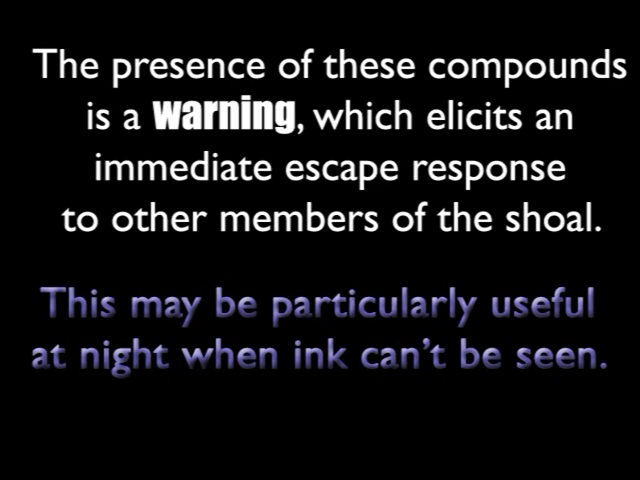 The presence of these compounds
is a warning, which elicits an
immediate escape response
to other members of the shoal.
This may be particularly useful
at night when ink can't be seen.